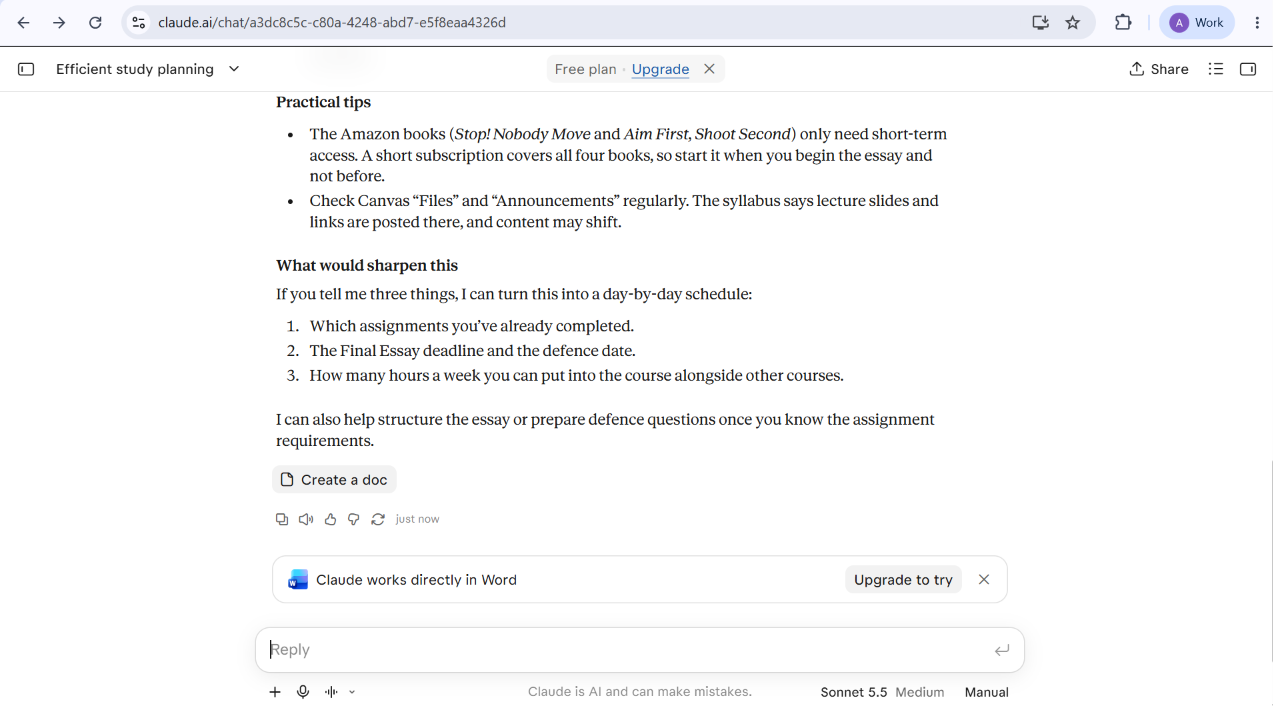 claude.ai/chat/a3dc8c5c-c80a-4248-abd7-e5f8eaa4326d
A Work
Efficient study planning
Free plan · Upgrade
Share
Practical tips
• The Amazon books (Stop! Nobody Move and Aim First, Shoot Second) only need short-term
access. A short subscription covers all four books, so start it when you begin the essay and
not before.
• Check Canvas “Files” and “Announcements” regularly. The syllabus says lecture slides and
links are posted there, and content may shift.
What would sharpen this
If you tell me three things, I can turn this into a day-by-day schedule:
1. Which assignments you’ve already completed.
2. The Final Essay deadline and the defence date.
3. How many hours a week you can put into the course alongside other courses.
I can also help structure the essay or prepare defence questions once you know the assignment
requirements.
Create a doc
just now
W Claude works directly in Word
Upgrade to try
Reply
Claude is AI and can make mistakes.
Sonnet 5.5 Medium
Manual